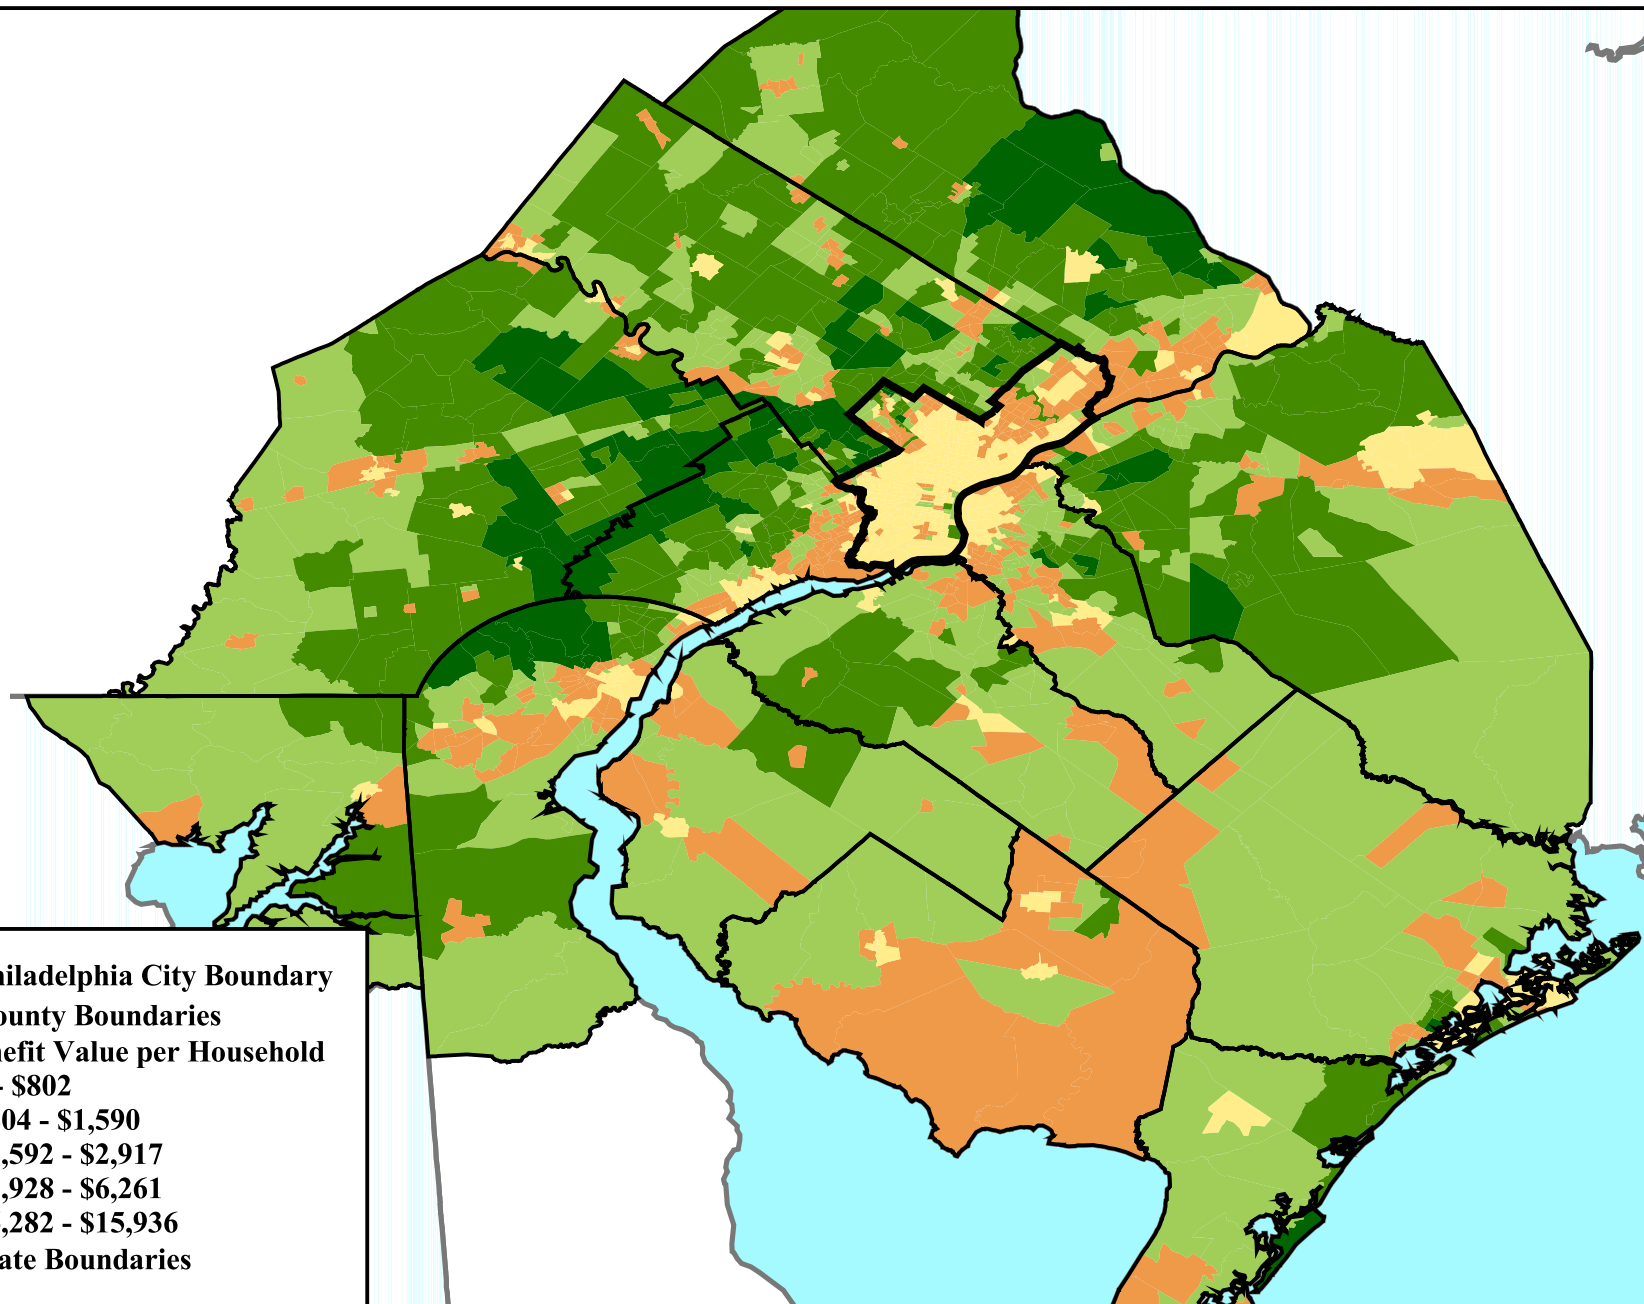 hiladelphia City Boundary
ounty Boundaries
nefit Value per Household
- $802
04 - $1,590
,592 - $2,917
,928 - $6,261
,282 - $15,936
ate Boundaries